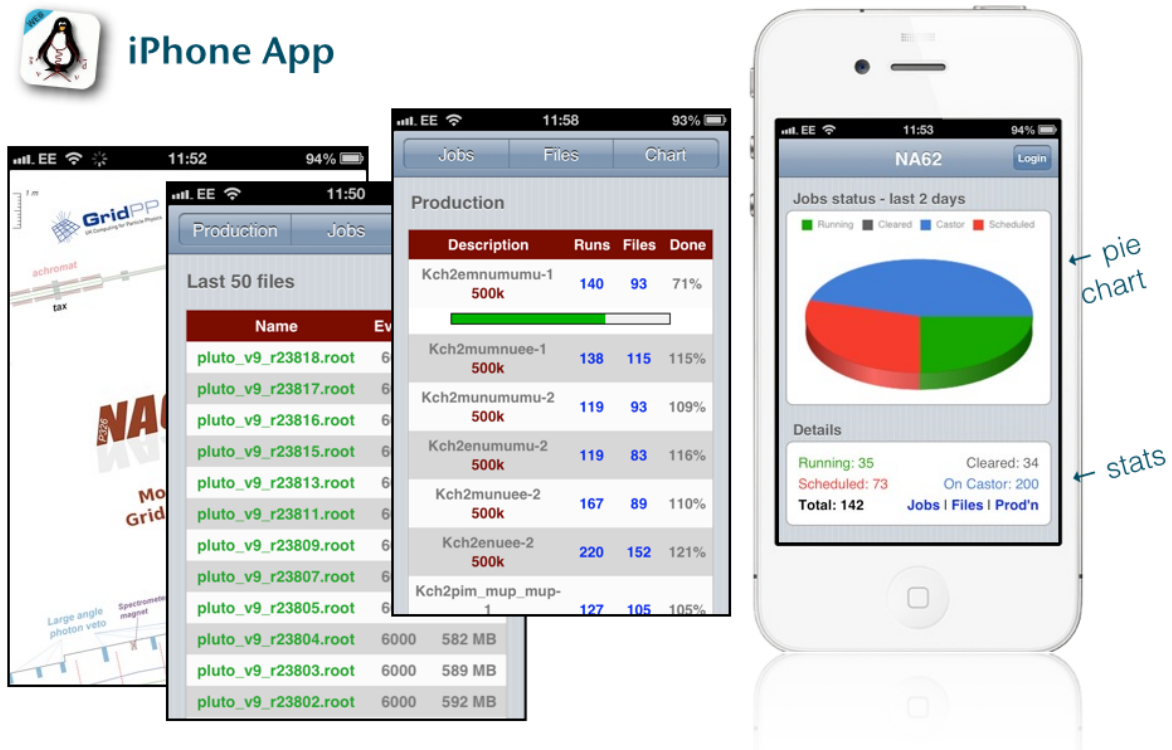 WEB
iPhone App
EE 11:52 94%
1 m
GridPP
UK Computing for Particle Physics
achromat
tax
P326
Large angle
photon veto
Spectrometer
magnet
EE 11:50
Production Jobs
Last 50 files
Name
pluto_v9_r23818.root
pluto_v9_r23817.root
pluto_v9_r23816.root
pluto_v9_r23815.root
pluto_v9_r23813.root
pluto_v9_r23811.root
pluto_v9_r23809.root
pluto_v9_r23807.root
pluto_v9_r23805.root
pluto_v9_r23804.root 6000 582 MB
pluto_v9_r23803.root 6000 589 MB
pluto_v9_r23802.root 6000 592 MB
EE 11:58 93%
Jobs Files Chart
Production
Description Runs Files Done
Kch2emnumumu-1
500k
140 93 71%
Kch2mumnuee-1
500k
138 115 115%
Kch2munumumu-2
500k
119 93 109%
Kch2enumumu-2
500k
119 83 116%
Kch2munuee-2
500k
167 89 110%
Kch2enuee-2
500k
220 152 121%
Kch2pim_mup_mup-
1
127 105 105%
EE 11:53 94%
NA62 Login
Jobs status - last 2 days
Running Cleared Castor Scheduled
Details
Running: 35 Cleared: 34
Scheduled: 73 On Castor: 200
Total: 142 Jobs | Files | Prod'n
← pie
chart
← stats